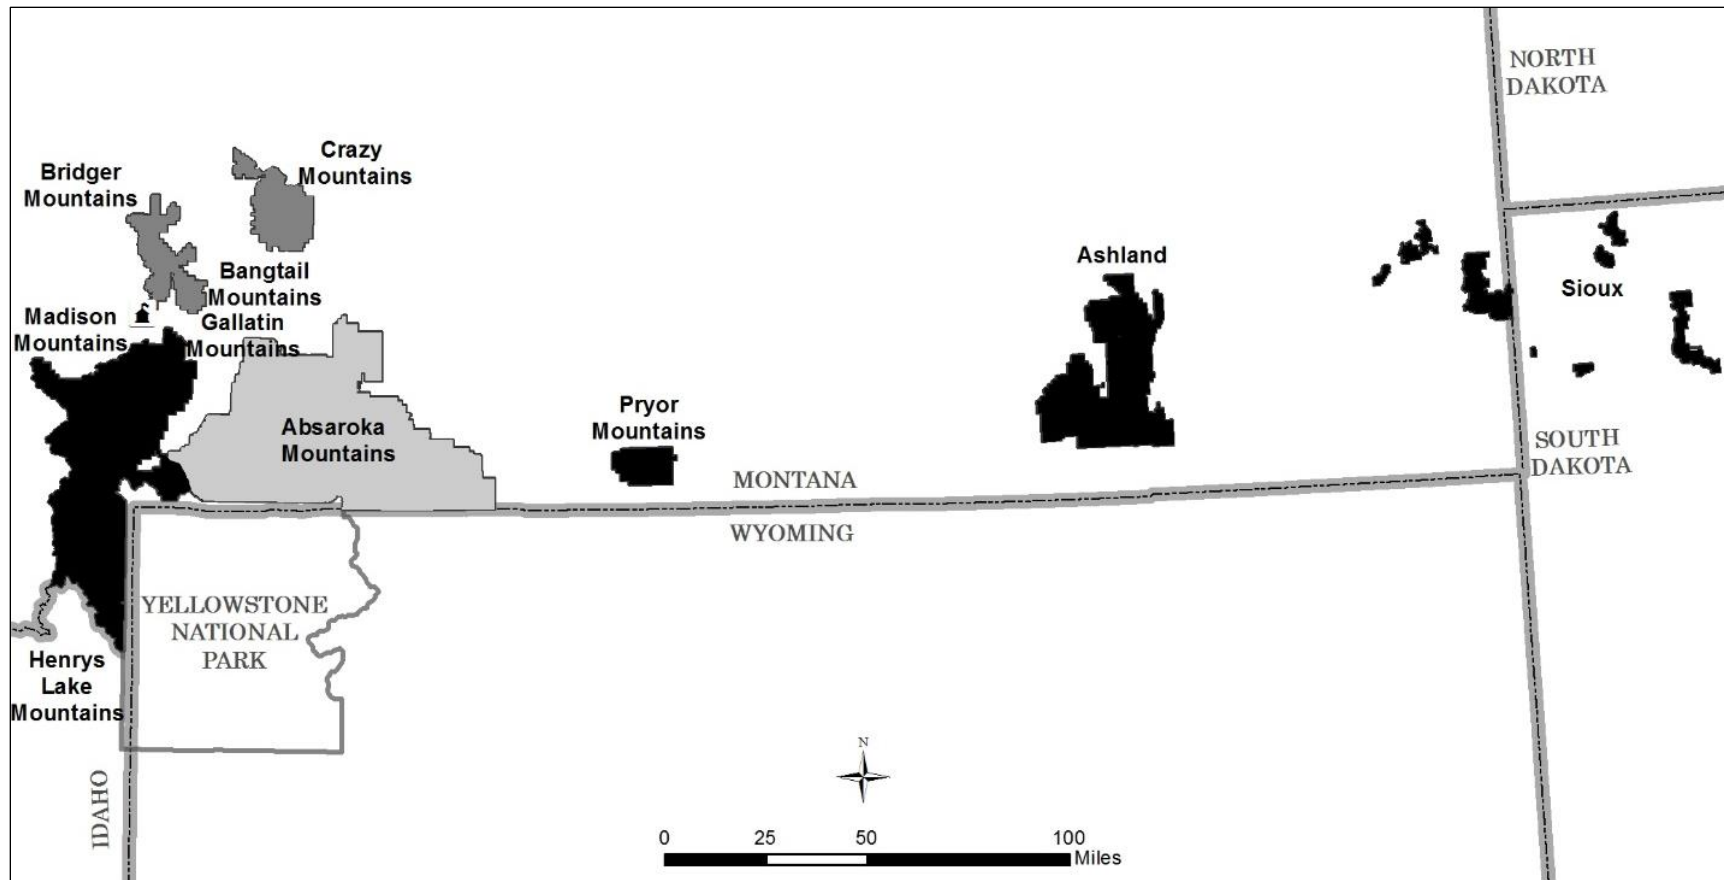 NORTH
DAKOTA
Crazy
Mountains
Bridger
Mountains
Ashland
Bangtail
Mountains
Sioux
Madison
Mountains
Gallatin
Mountains
Pryor
Mountains
Absaroka
Mountains
SOUTH
DAKOTA
MONTANA
WYOMING
YELLOWSTONE
NATIONAL
PARK
Henrys
Lake
Mountains
IDAHO
N
0 25 50 100
Miles